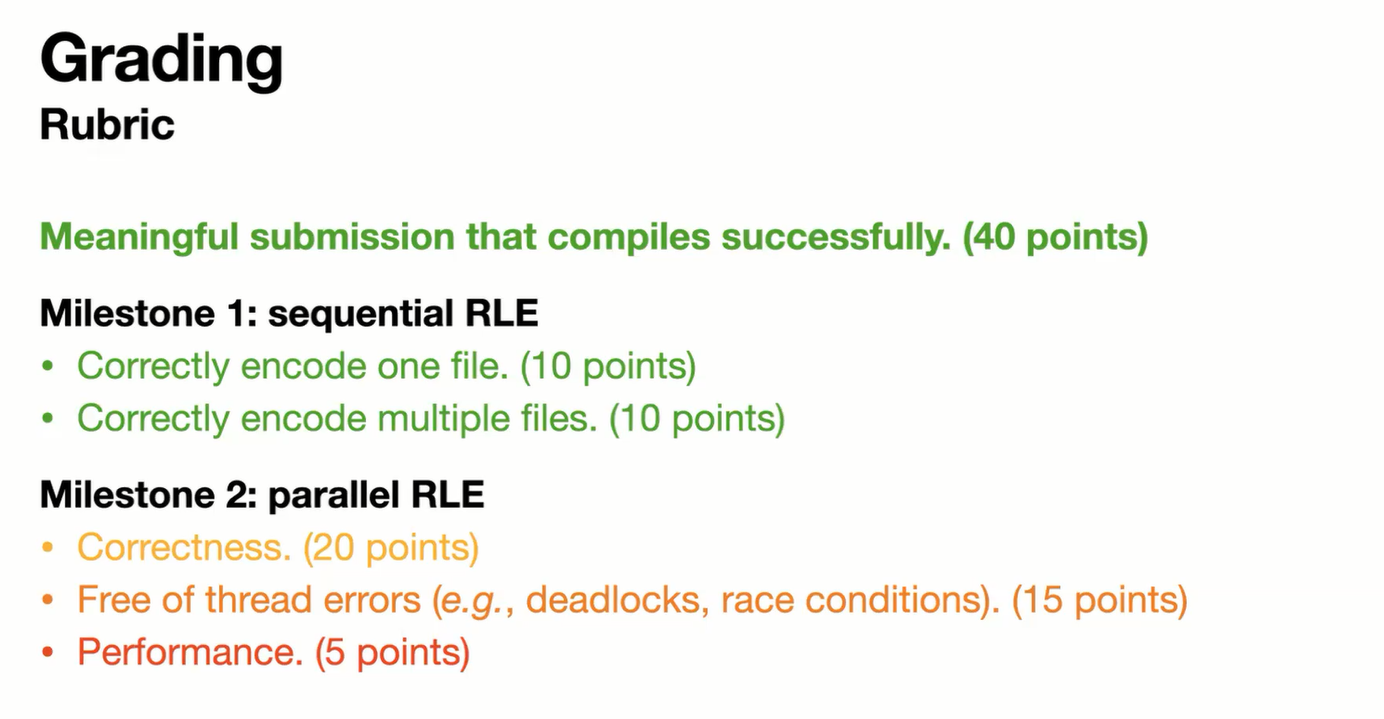 Grading
Rubric
Meaningful submission that compiles successfully. (40 points)
Milestone 1: sequential RLE
• Correctly encode one file. (10 points)
• Correctly encode multiple files. (10 points)
Milestone 2: parallel RLE
• Correctness. (20 points)
• Free of thread errors (e.g., deadlocks, race conditions). (15 points)
• Performance. (5 points)